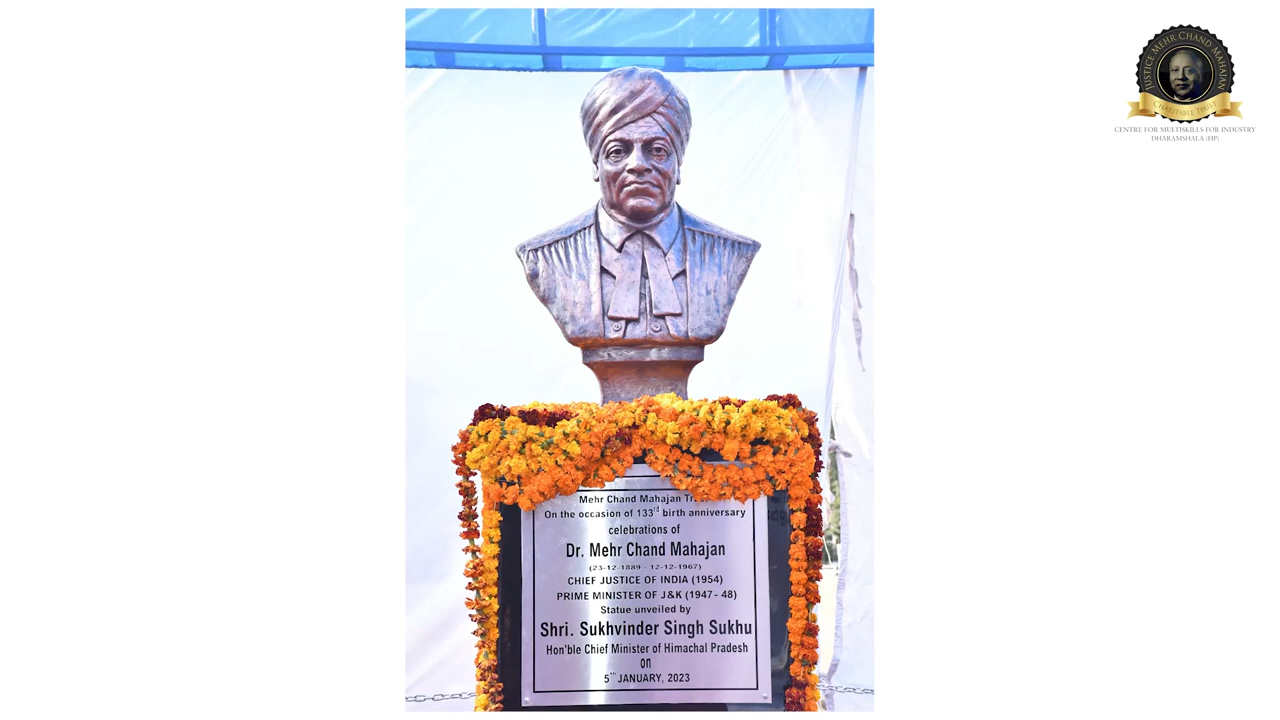 Mehr Chand Mahajan
On the occasion of 133rd birth anniversary
celebrations of
Dr. Mehr Chand Mahajan
(23-12-1889 - 12-12-1967)
CHIEF JUSTICE OF INDIA (1954)
PRIME MINISTER OF J&K (1947 - 48)
Statue unveiled by
Shri. Sukhvinder Singh Sukhu
Hon'ble Chief Minister of Himachal Pradesh
on
5th JANUARY, 2023
JUSTICE MEHR CHAND MAHAJAN
CHARITABLE TRUST
CENTRE FOR MULTISKILLS FOR INDUSTRY
DHARAMSHALA (HP)